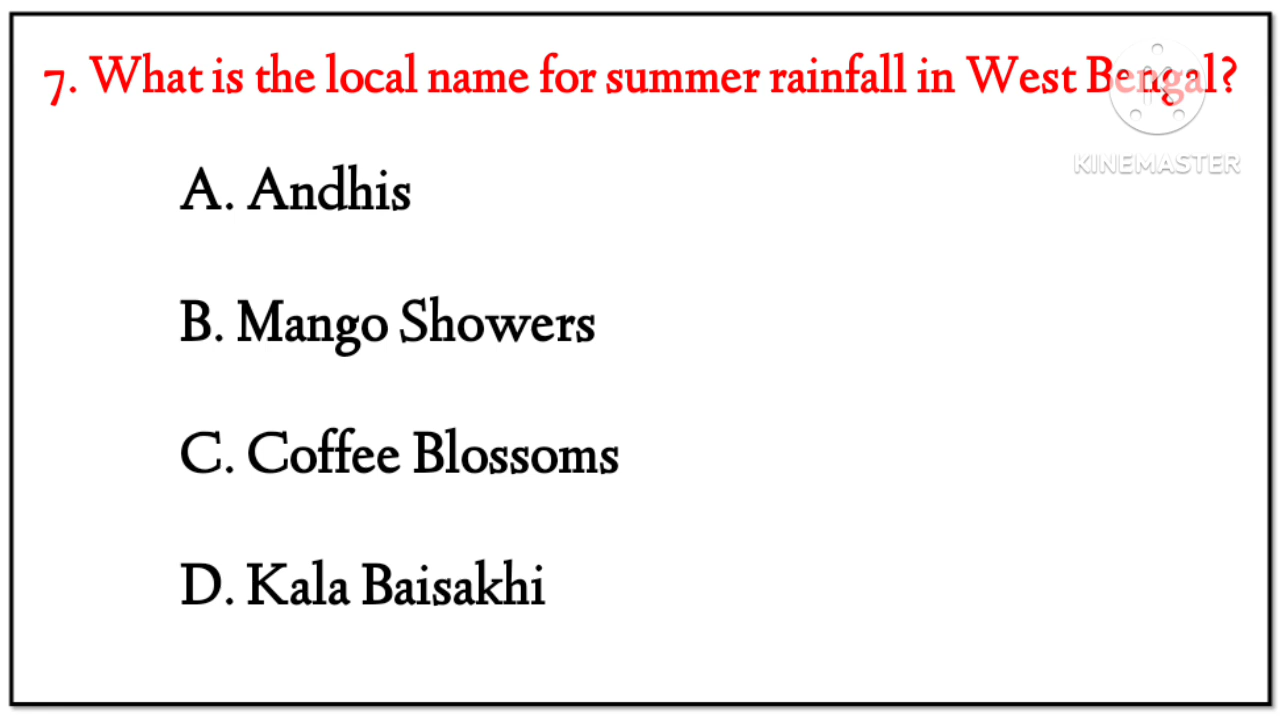 7. What is the local name for summer rainfall in West Bengal?
KINEMASTER
A. Andhis
B. Mango Showers
C. Coffee Blossoms
D. Kala Baisakhi